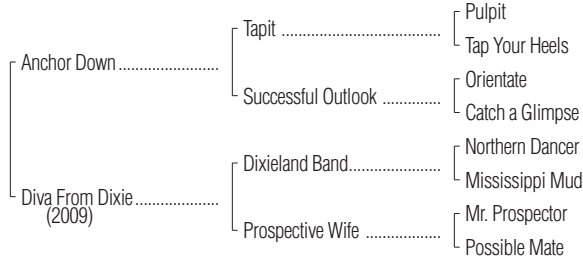 Pulpit
Tapit
Tap Your Heels
Anchor Down
Orientate
Successful Outlook
Catch a Glimpse
Northern Dancer
Dixieland Band
Mississippi Mud
Diva From Dixie
(2009)
Mr. Prospector
Prospective Wife
Possible Mate